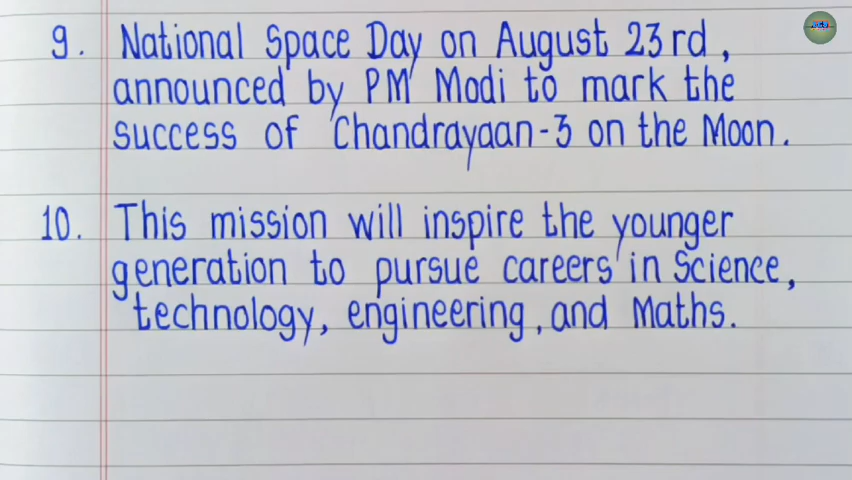 9. National Space Day on August 23rd,
announced by PM Modi to mark the
success of Chandrayaan-3 on the Moon.
10. This mission will inspire the younger
generation to pursue careers in Science,
technology, engineering, and Maths.